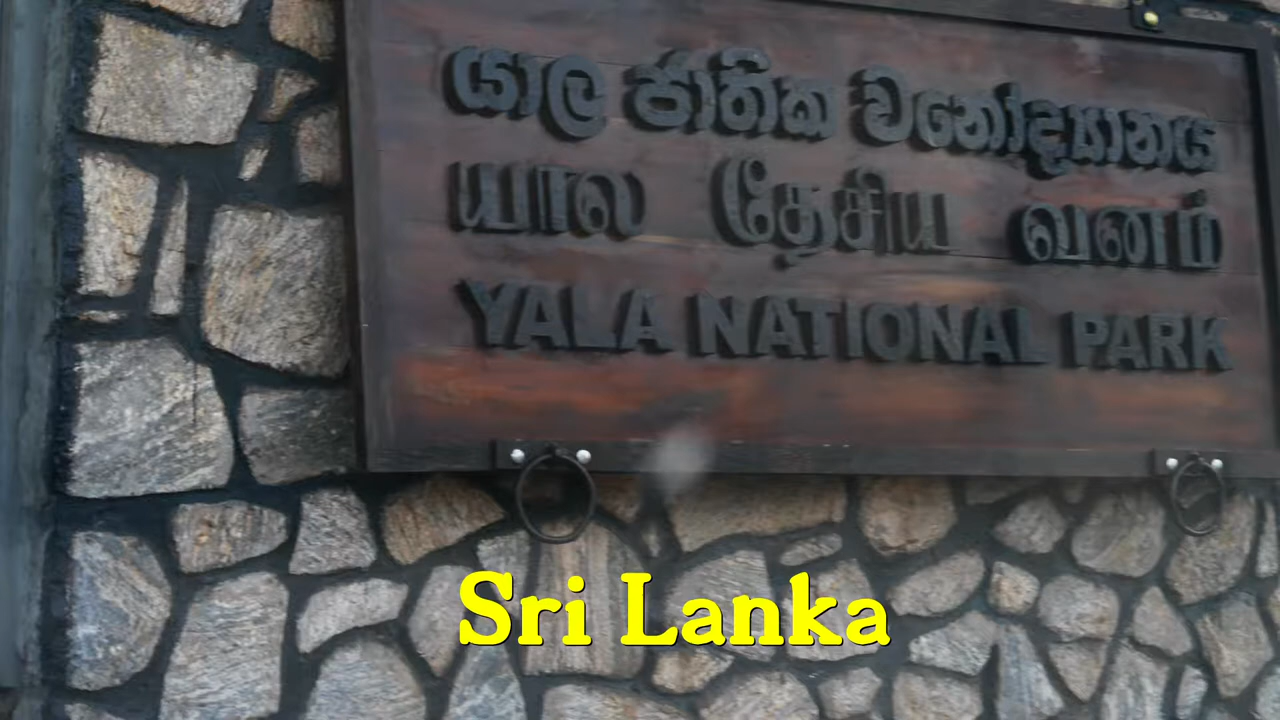 යාල ජාතික වනෝද්‍යානය
யால தேசிய வனம்
YALA NATIONAL PARK
Sri Lanka